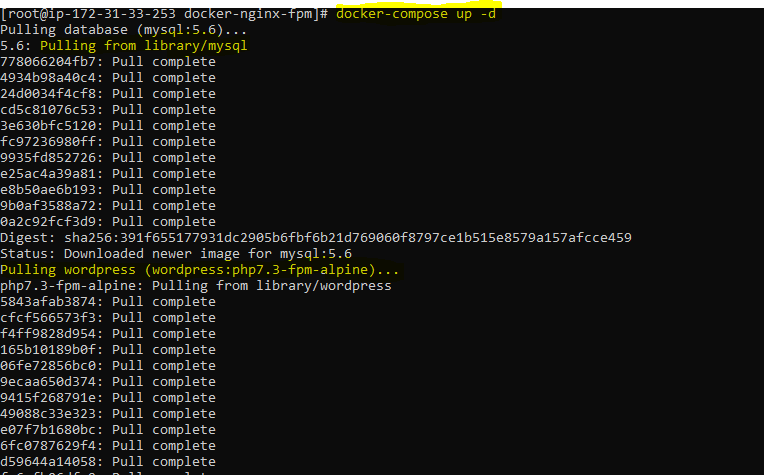 [root@ip-172-31-33-253 docker-nginx-fpm]# docker-compose up -d
Pulling database (mysql:5.6)...
5.6: Pulling from library/mysql
778066204fb7: Pull complete
4934b98a40c4: Pull complete
24d0034f4cf8: Pull complete
cd5c81076c53: Pull complete
3e630bfc5120: Pull complete
fc97236980ff: Pull complete
9935fd852726: Pull complete
e25ac4a39a81: Pull complete
e8b50ae6b193: Pull complete
9b0af3588a72: Pull complete
0a2c92fcf3d9: Pull complete
Digest: sha256:391f655177931dc2905b6fbf6b21d769060f8797ce1b515e8579a157afcce459
Status: Downloaded newer image for mysql:5.6
Pulling wordpress (wordpress:php7.3-fpm-alpine)...
php7.3-fpm-alpine: Pulling from library/wordpress
5843afab3874: Pull complete
cfcf566573f3: Pull complete
f4ff9828d954: Pull complete
165b10189b0f: Pull complete
06fe72856bc0: Pull complete
9ecaa650d374: Pull complete
9415f268791e: Pull complete
49088c33e323: Pull complete
e07f7b1680bc: Pull complete
6fc0787629f4: Pull complete
d59644a14058: Pull complete